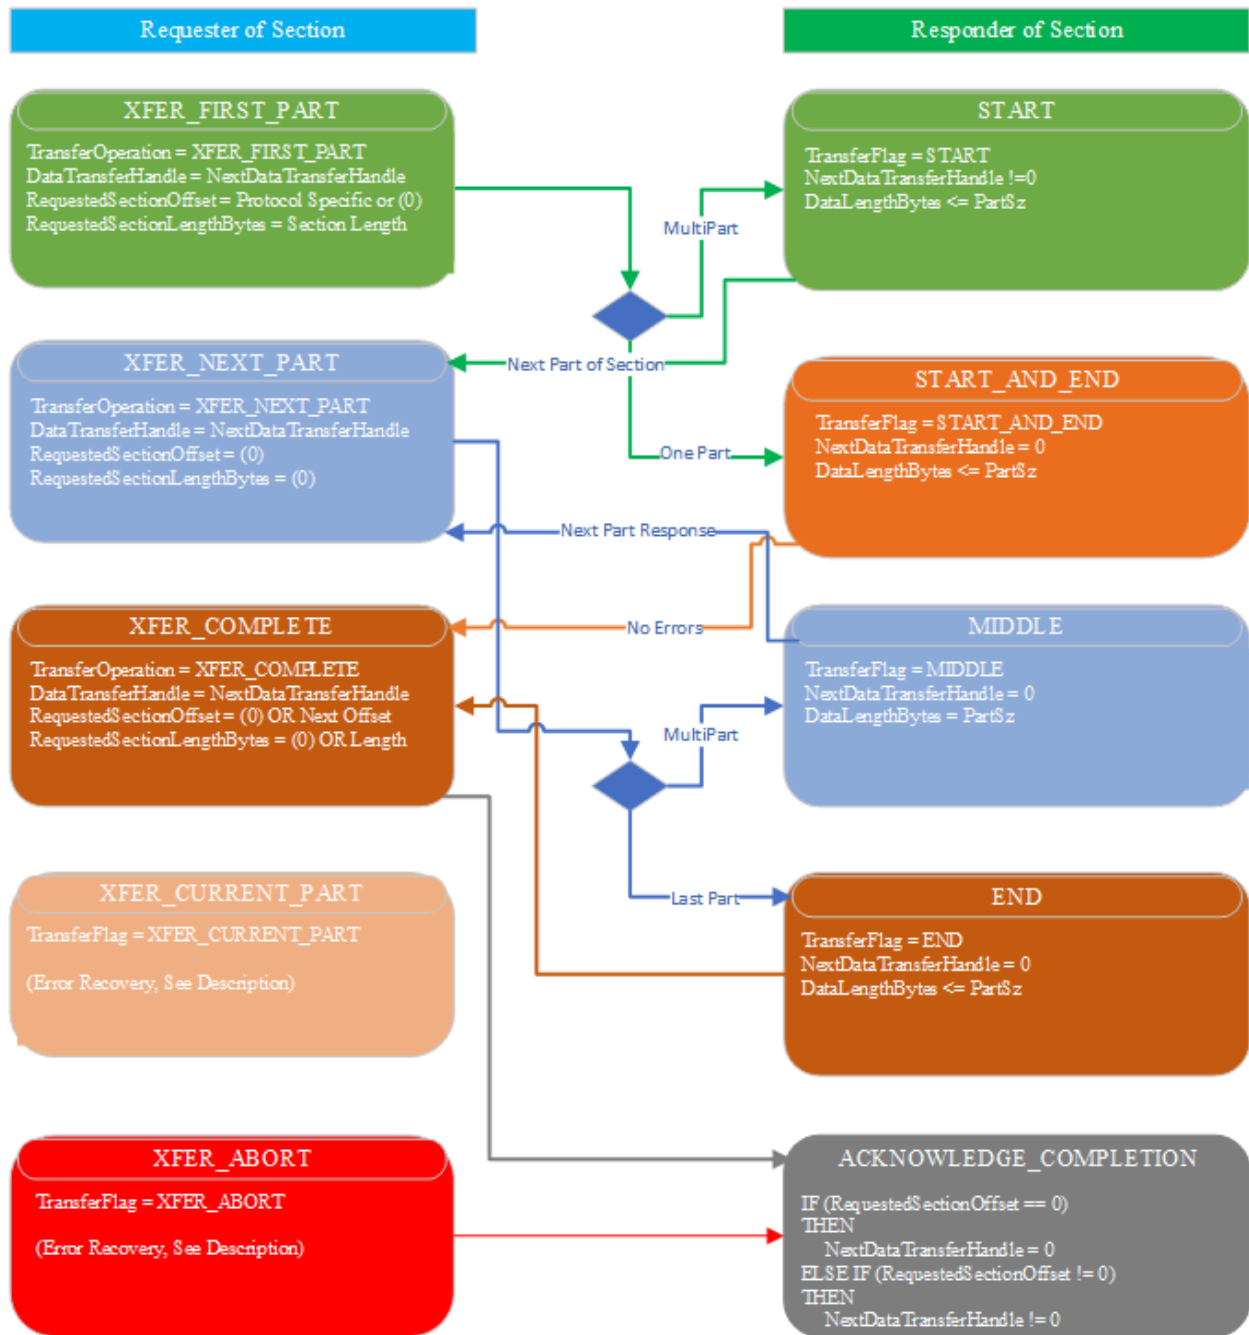 Requester of Section
Responder of Section
XFER_FIRST_PART
TransferOperation = XFER_FIRST_PART
DataTransferHandle = NextDataTransferHandle
RequestedSectionOffset = Protocol Specific or (0)
RequestedSectionLengthBytes = Section Length
START
TransferFlag = START
NextDataTransferHandle !=0
DataLengthBytes <= PartSz
MultiPart
XFER_NEXT_PART
TransferOperation = XFER_NEXT_PART
DataTransferHandle = NextDataTransferHandle
RequestedSectionOffset = (0)
RequestedSectionLengthBytes = (0)
Next Part of Section
START_AND_END
TransferFlag = START_AND_END
NextDataTransferHandle = 0
DataLengthBytes <= PartSz
One Part
Next Part Response
XFER_COMPLETE
TransferOperation = XFER_COMPLETE
DataTransferHandle = NextDataTransferHandle
RequestedSectionOffset = (0) OR Next Offset
RequestedSectionLengthBytes = (0) OR Length
No Errors
MIDDLE
TransferFlag = MIDDLE
NextDataTransferHandle = 0
DataLengthBytes = PartSz
MultiPart
XFER_CURRENT_PART
TransferFlag = XFER_CURRENT_PART
(Error Recovery, See Description)
Last Part
END
TransferFlag = END
NextDataTransferHandle = 0
DataLengthBytes <= PartSz
XFER_ABORT
TransferFlag = XFER_ABORT
(Error Recovery, See Description)
ACKNOWLEDGE_COMPLETION
IF (RequestedSectionOffset == 0)
THEN
NextDataTransferHandle = 0
ELSE IF (RequestedSectionOffset != 0)
THEN
NextDataTransferHandle != 0